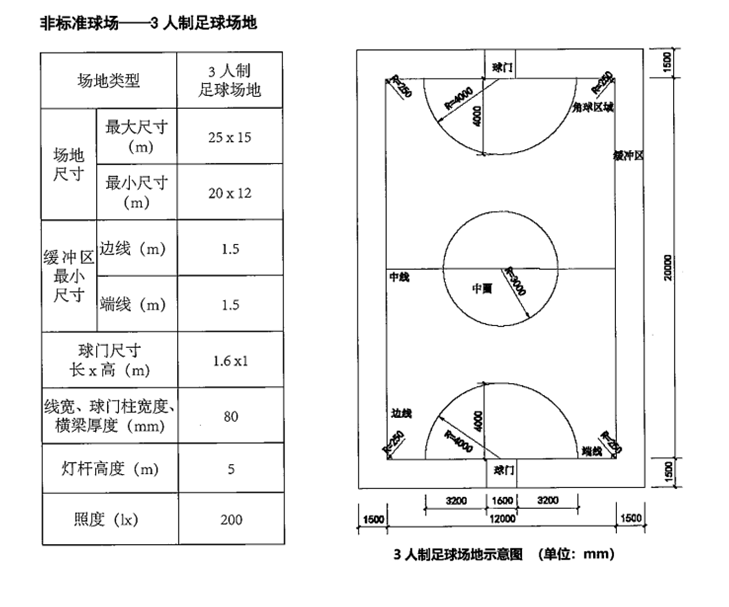 非标准球场——3 人制足球场地
场地类型
3 人制
足球场地
场地
尺寸
最大尺寸
(m)
25 x 15
最小尺寸
(m)
20 x 12
缓冲区
最小
尺寸
边线（m）
1.5
端线（m）
1.5
球门尺寸
长 x 高（m）
1.6 x1
线宽、球门柱宽度、
横梁厚度（mm）
80
灯杆高度（m）
5
照度（lx）
200
球门
1500
R=250
R=250
R=4000
4000
角球区域
缓冲区
20000
中线
中圈
R=3000
边线
R=250
R=4000
4000
端线
R=250
球门
1500
3200
1600
3200
1500
12000
1500
3 人制足球场地示意图 （单位：mm）